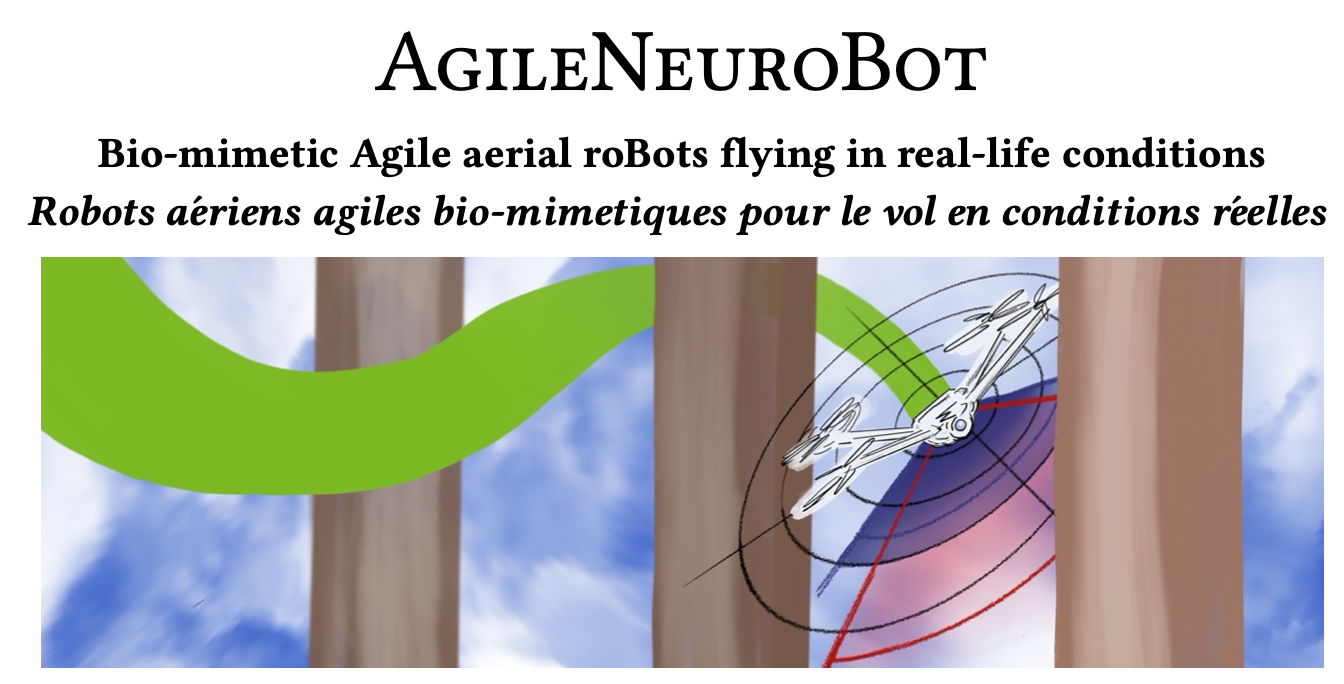 AgileNeuroBot
Bio-mimetic Agile aerial roBots flying in real-life conditions
Robots aériens agiles bio-mimetiques pour le vol en conditions réelles